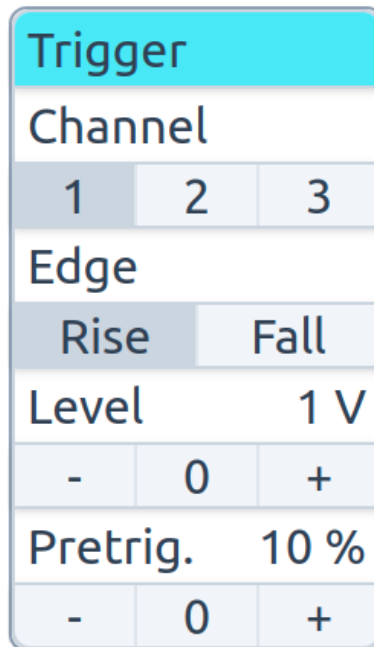 Trigger
Channel
1 2 3
Edge
Rise Fall
Level 1 V
- 0 +
Pretrig. 10 %
- 0 +